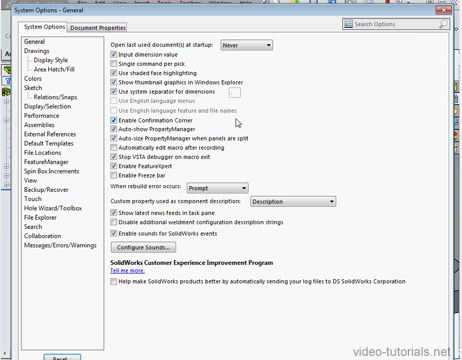 System Options - General
System Options
Document Properties
Search Options
General
Drawings
Display Style
Area Hatch/Fill
Colors
Sketch
Relations/Snaps
Display/Selection
Performance
Assemblies
External References
Default Templates
File Locations
FeatureManager
Spin Box Increments
View
Backup/Recover
Touch
Hole Wizard/Toolbox
File Explorer
Search
Collaboration
Messages/Errors/Warnings
Reset...
Open last used document(s) at startup: Never
Input dimension value
Single command per pick
Use shaded face highlighting
Show thumbnail graphics in Windows Explorer
Use system separator for dimensions
Use English language menus
Use English language feature and file names
Enable Confirmation Corner
Auto-show PropertyManager
Auto-size PropertyManager when panels are split
Automatically edit macro after recording
Stop VSTA debugger on macro exit
Enable FeatureXpert
Enable Freeze bar
When rebuild error occurs: Prompt
Custom property used as component description: Description
Show latest news feeds in task pane
Disable additional weldment configuration description strings
Enable sounds for SolidWorks events
Configure Sounds...
SolidWorks Customer Experience Improvement Program
Tell me more.
Help make SolidWorks products better by automatically sending your log files to DS SolidWorks Corporation
video-tutorials.net